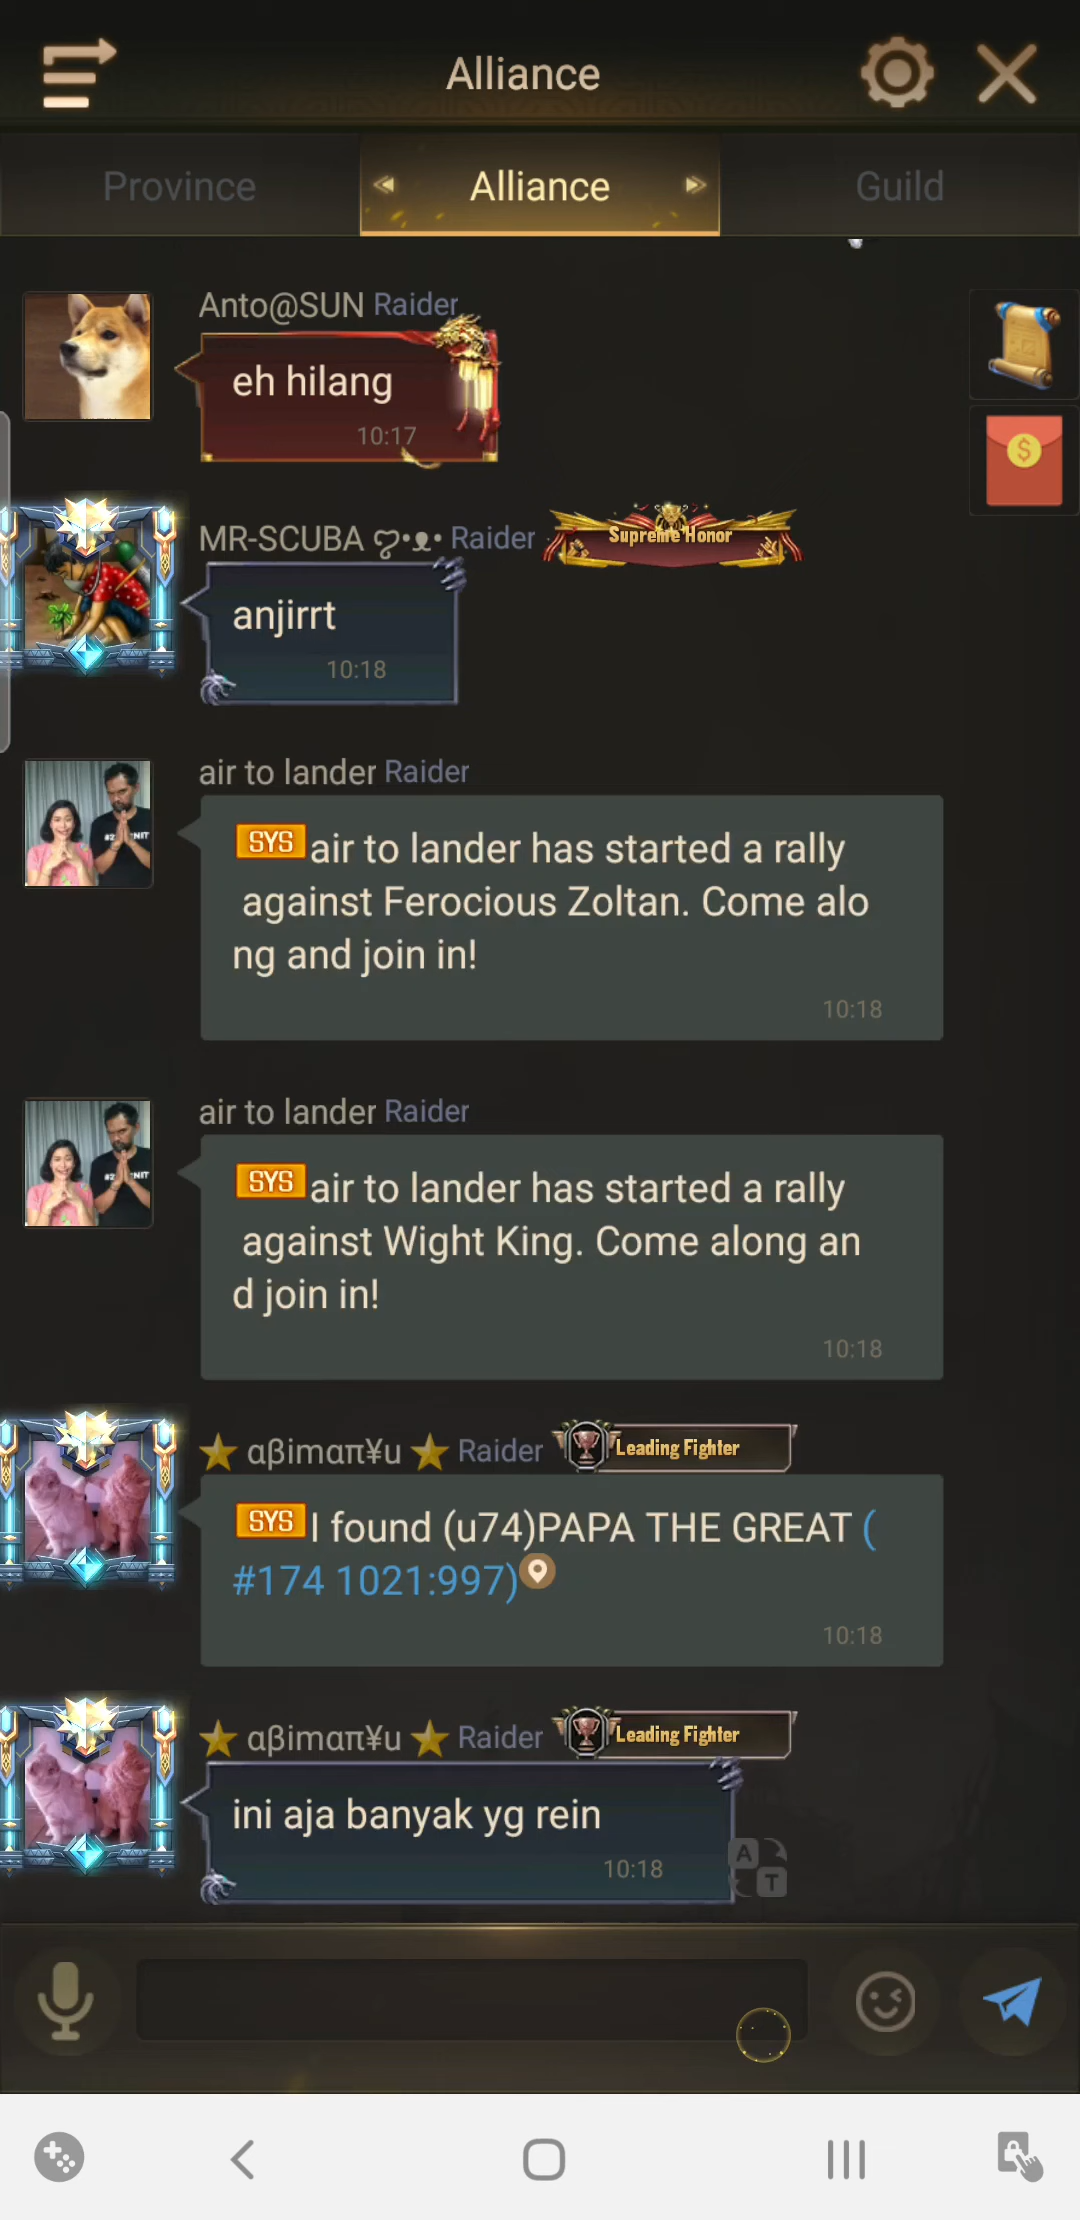 Alliance
Province
Alliance
Guild
Anto@SUN Raider
eh hilang
10:17
MR-SCUBA ღ•ᴥ• Raider
Supreme Honor
anjirrt
10:18
air to lander Raider
SYS air to lander has started a rally
against Ferocious Zoltan. Come alo
ng and join in!
10:18
air to lander Raider
SYS air to lander has started a rally
against Wight King. Come along an
d join in!
10:18
★ αβimαπ¥u ★ Raider
Leading Fighter
SYS I found (u74)PAPA THE GREAT (
#174 1021:997)
10:18
★ αβimαπ¥u ★ Raider
Leading Fighter
ini aja banyak yg rein
10:18
A
T